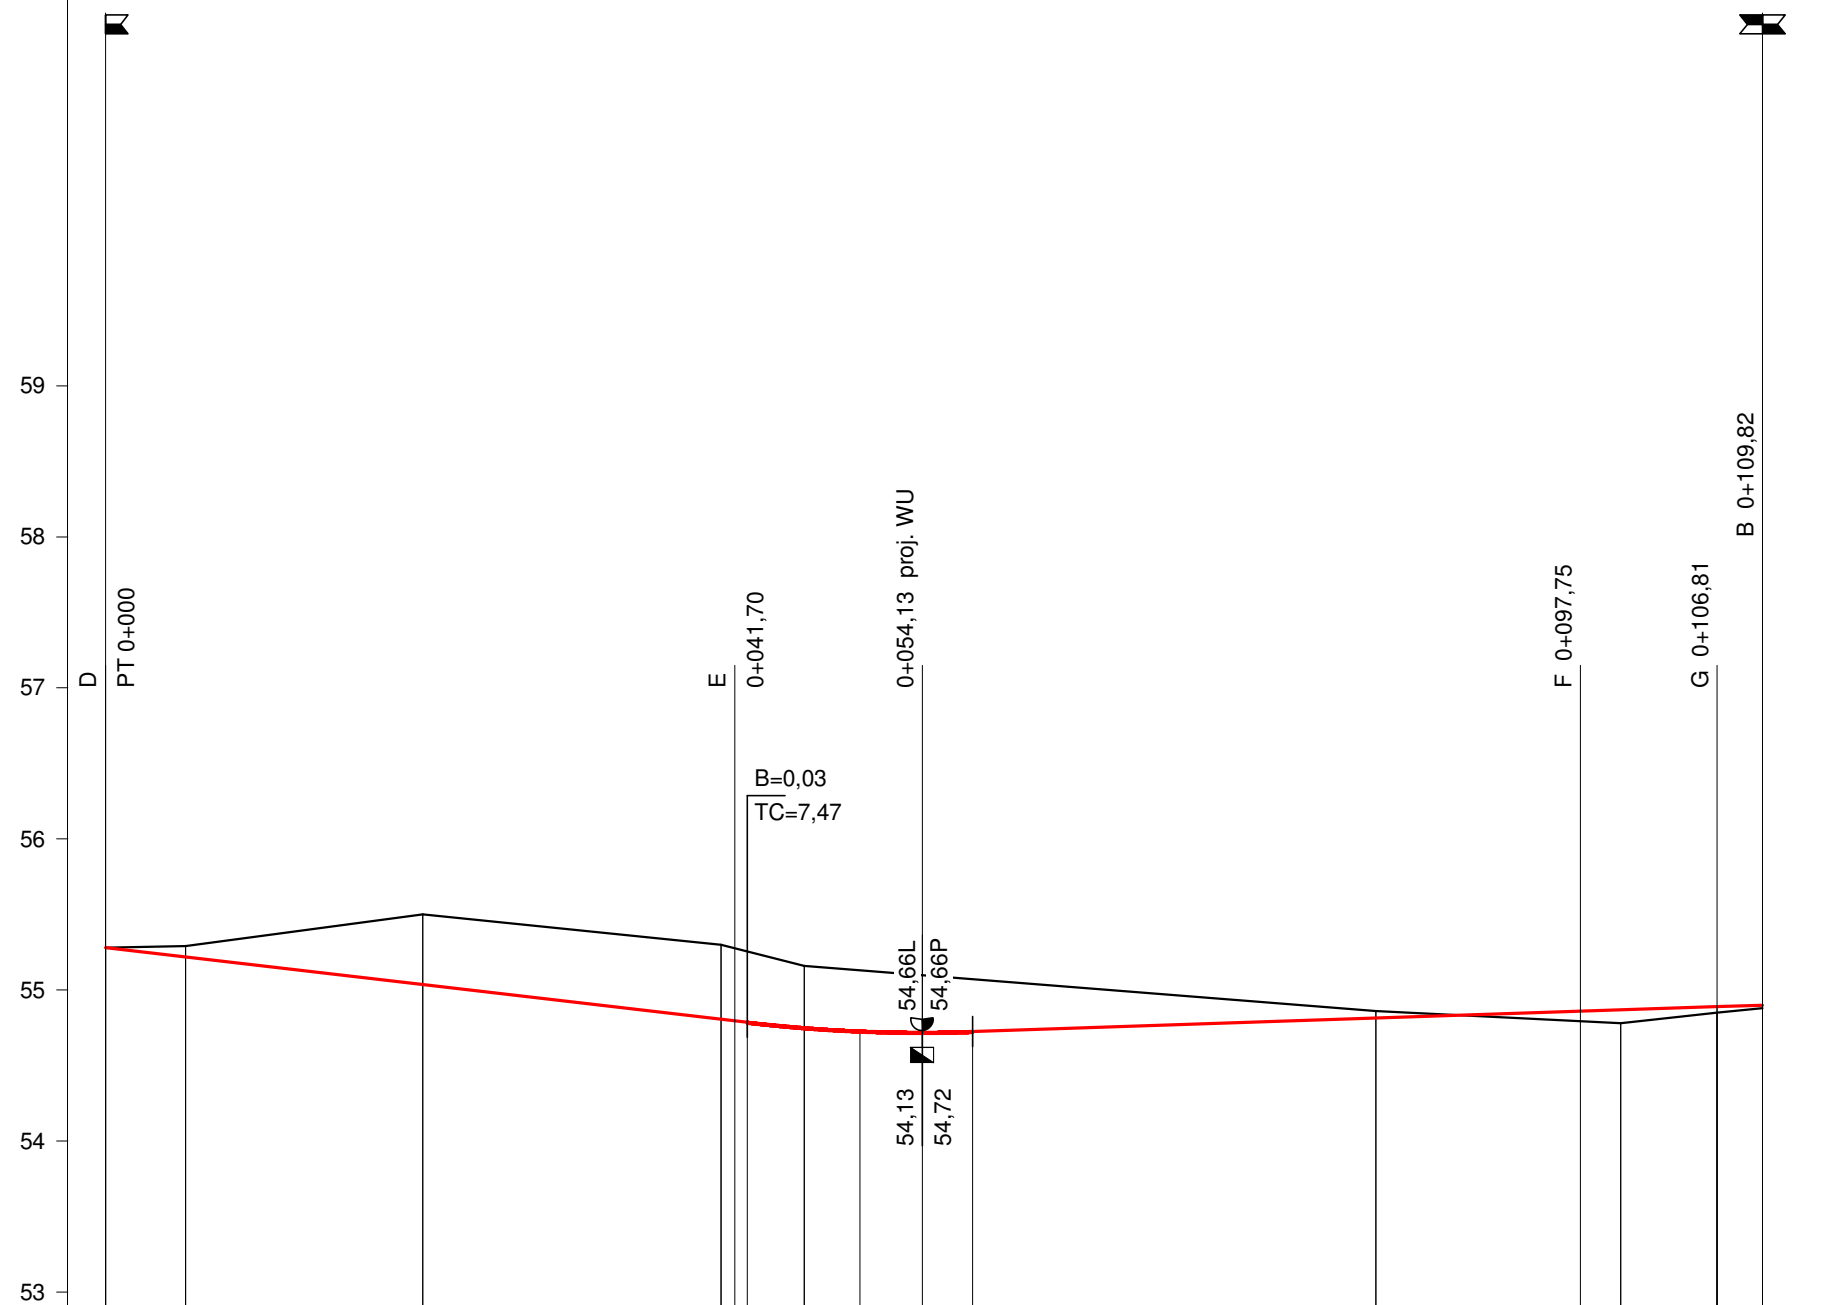 59
58
57
56
55
54
53
D
PT 0+000
E
0+041,70
B=0,03
TC=7,47
0+054,13 proj. WU
54,66L
54,66P
54,13
54,72
F 0+097,75
G 0+106,81
B 0+109,82